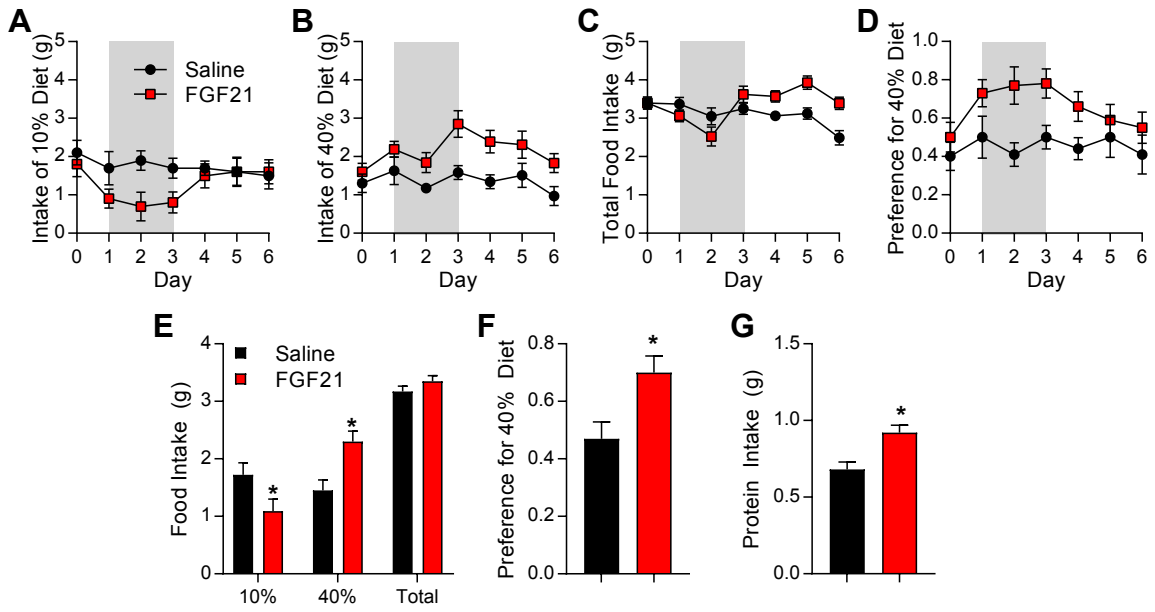 A
Intake of 10% Diet (g)
5
4
3
2
1
0
Saline
FGF21
0 1 2 3 4 5 6
Day
B
Intake of 40% Diet (g)
5
4
3
2
1
0
0 1 2 3 4 5 6
Day
C
Total Food Intake (g)
5
4
3
2
1
0
0 1 2 3 4 5 6
Day
D
Preference for 40% Diet
1.0
0.8
0.6
0.4
0.2
0.0
0 1 2 3 4 5 6
Day
E
Food Intake (g)
4
3
2
1
0
Saline
FGF21
*
*
10% 40% Total
F
Preference for 40% Diet
0.8
0.6
0.4
0.2
0.0
*
G
Protein Intake (g)
1.5
1.0
0.5
0.0
*